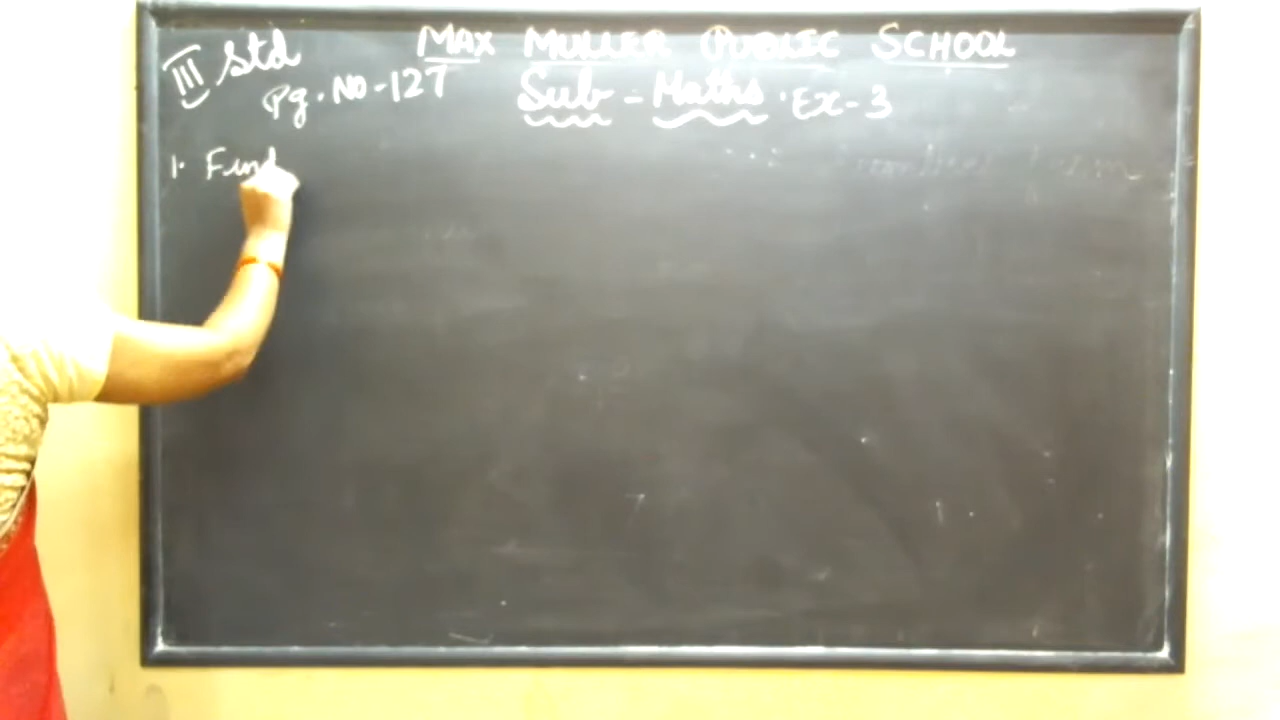 III Std MAX MULLER PUBLIC SCHOOL
Pg. No-127 Sub - Maths. Ex-3
1. Find